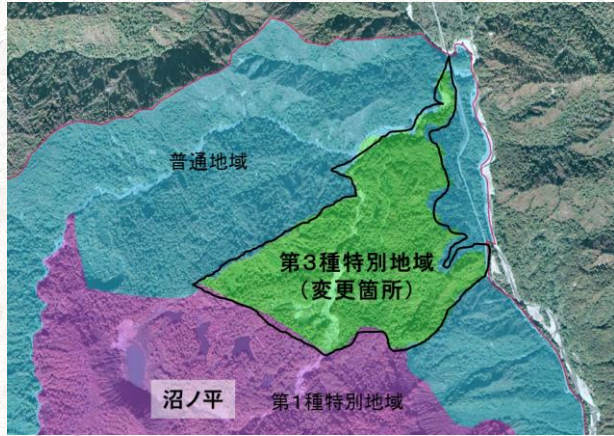 普通地域
第３種特別地域
（変更箇所）
沼ノ平
第１種特別地域